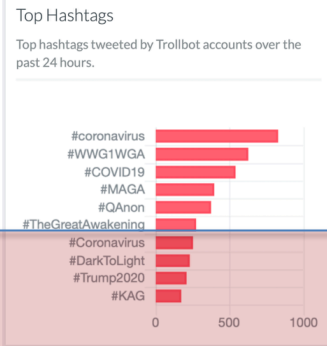 Top Hashtags
Top hashtags tweeted by Trollbot accounts over the
past 24 hours.
#coronavirus
#WWG1WGA
#COVID19
#MAGA
#QAnon
#TheGreatAwakening
#Coronavirus
#DarkToLight
#Trump2020
#KAG
0 500 1000